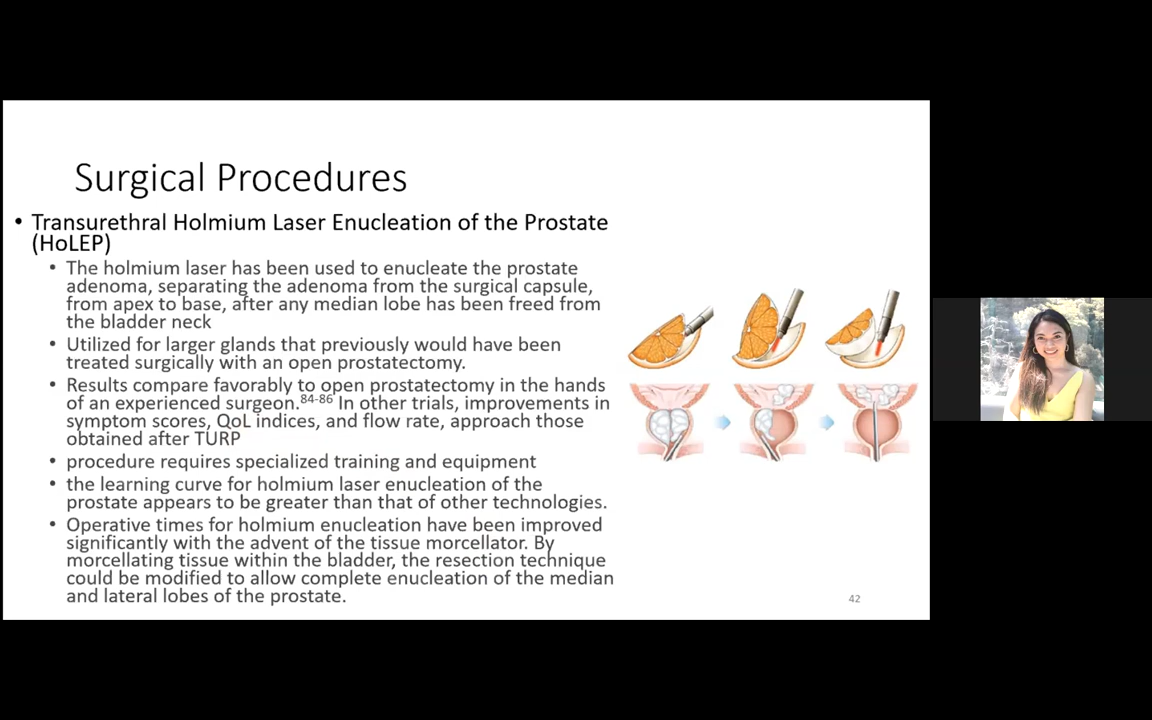 Surgical Procedures
• Transurethral Holmium Laser Enucleation of the Prostate
(HoLEP)
• The holmium laser has been used to enucleate the prostate
adenoma, separating the adenoma from the surgical capsule,
from apex to base, after any median lobe has been freed from
the bladder neck
• Utilized for larger glands that previously would have been
treated surgically with an open prostatectomy.
• Results compare favorably to open prostatectomy in the hands
of an experienced surgeon.84-86 In other trials, improvements in
symptom scores, QoL indices, and flow rate, approach those
obtained after TURP
• procedure requires specialized training and equipment
• the learning curve for holmium laser enucleation of the
prostate appears to be greater than that of other technologies.
• Operative times for holmium enucleation have been improved
significantly with the advent of the tissue morcellator. By
morcellating tissue within the bladder, the resection technique
could be modified to allow complete enucleation of the median
and lateral lobes of the prostate.
42